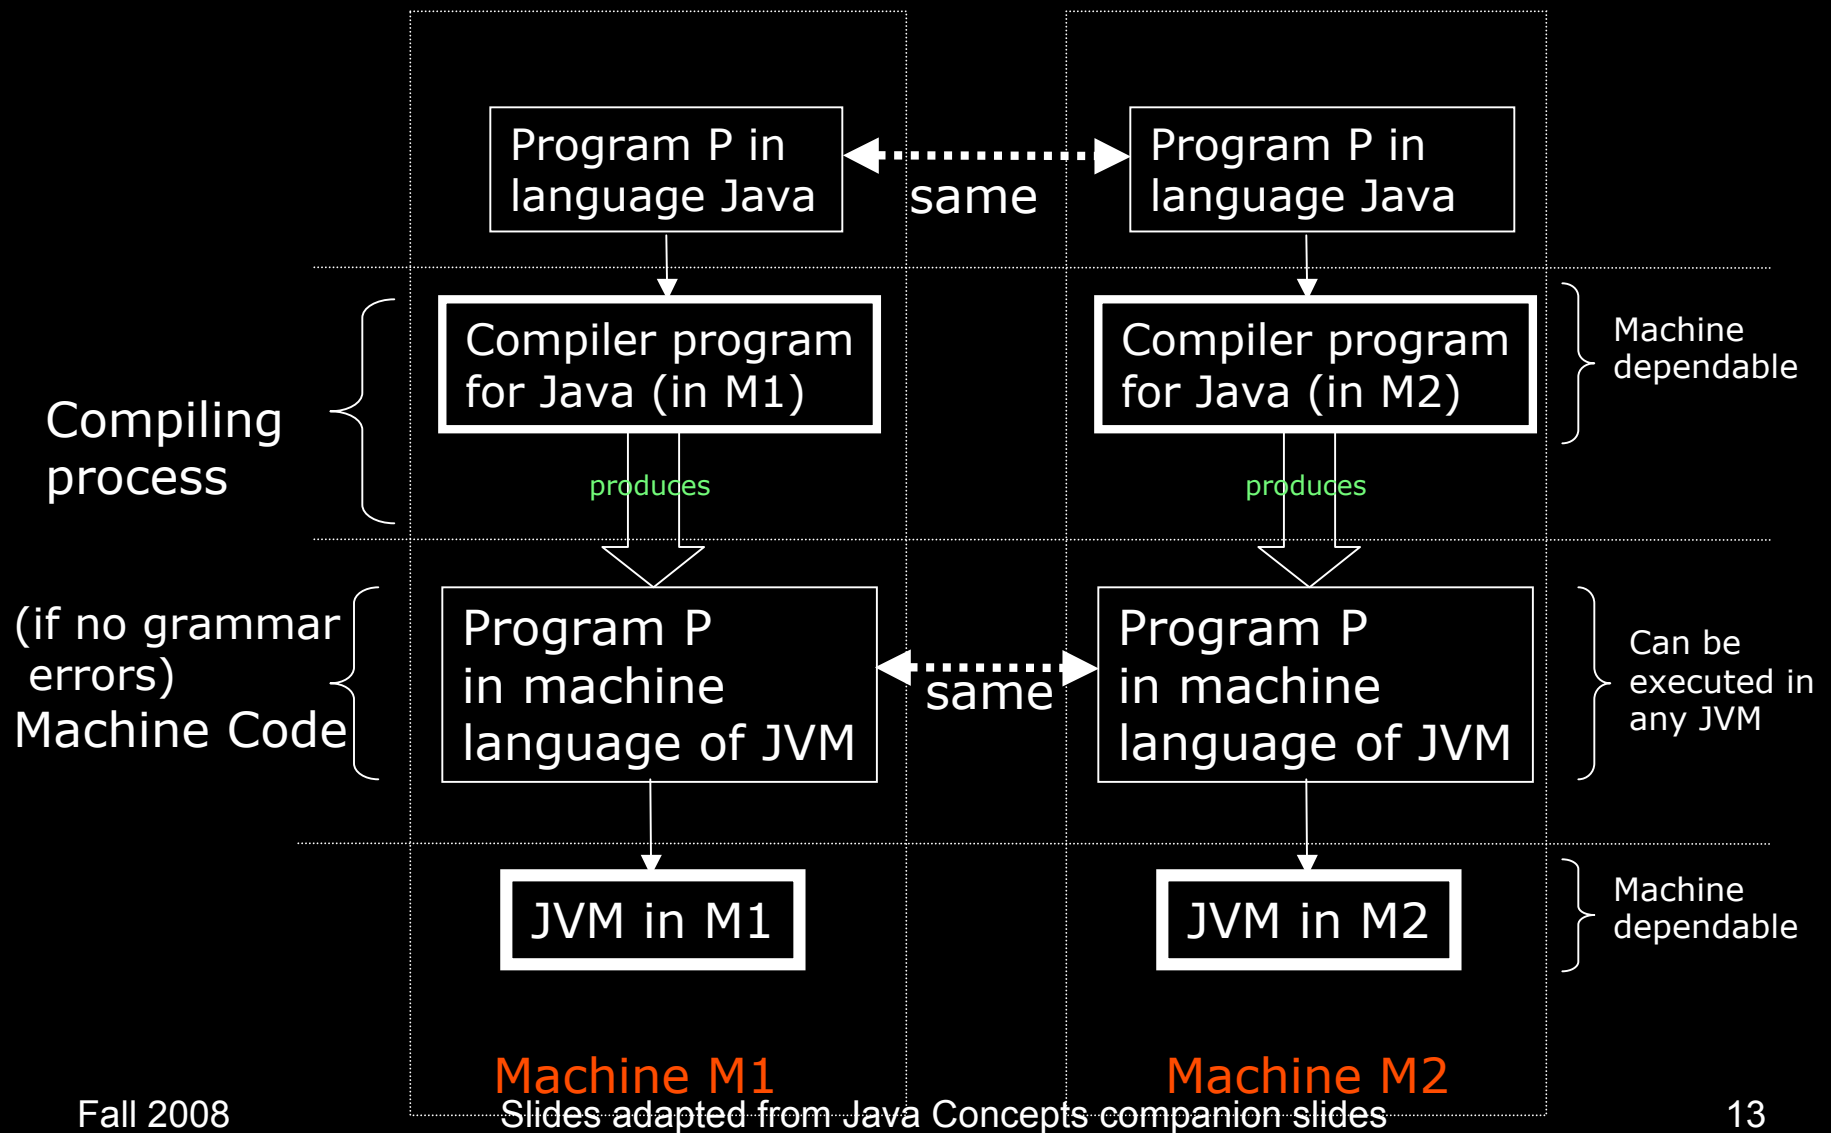 Program P in
language Java
same
Program P in
language Java
Compiling
process
Compiler program
for Java (in M1)
Compiler program
for Java (in M2)
Machine
dependable
produces
produces
(if no grammar
errors)
Machine Code
Program P
in machine
language of JVM
same
Program P
in machine
language of JVM
Can be
executed in
any JVM
JVM in M1
JVM in M2
Machine
dependable
Machine M1
Machine M2
Fall 2008
Slides adapted from Java Concepts companion slides
13